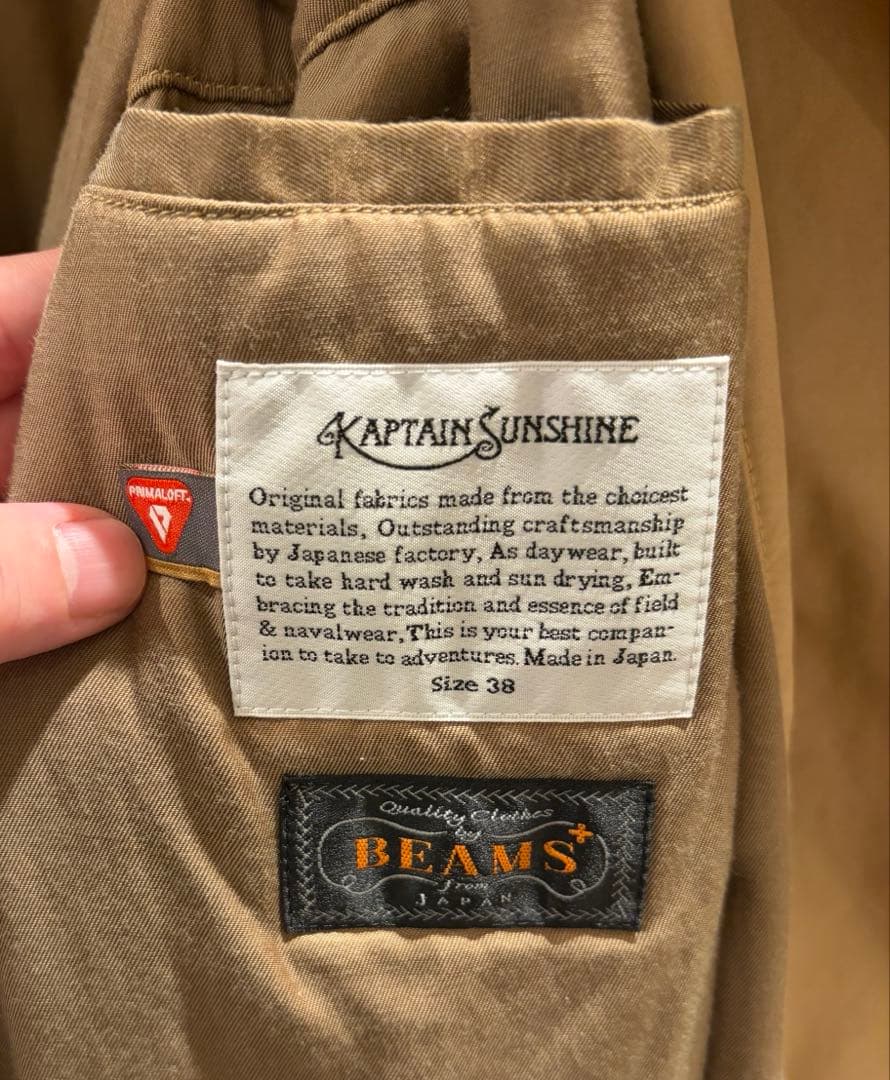 KAPTAIN SUNSHINE
PRIMALOFT
Original fabrics made from the choicest
materials, Outstanding craftsmanship
by Japanese factory, As daywear, built
to take hard wash and sun drying, Em-
bracing the tradition and essence of field
& navalwear, This is your best compan-
ion to take to adventures. Made in Japan.
Size 38
Quality Clothes
by
BEAMS+
from
JAPAN